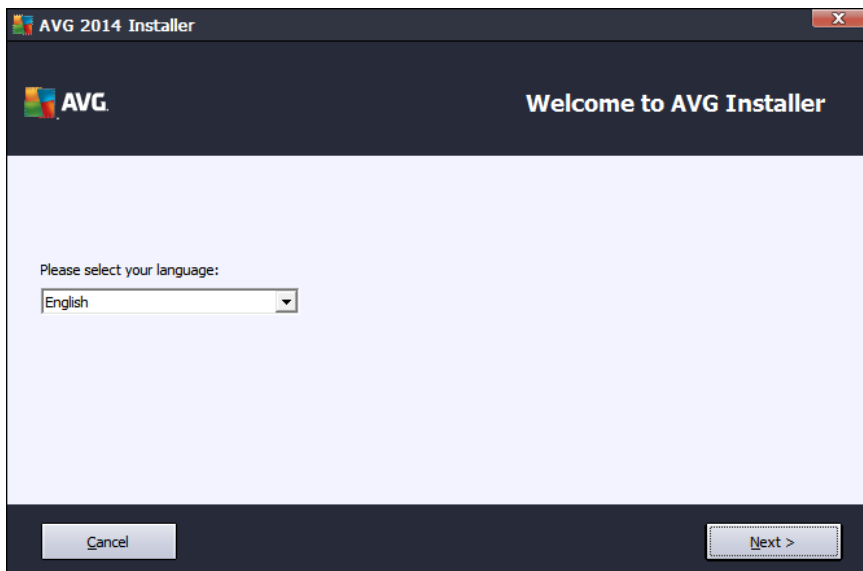 AVG 2014 Installer
X
AVG.
Welcome to AVG Installer
Please select your language:
English
Cancel
Next >